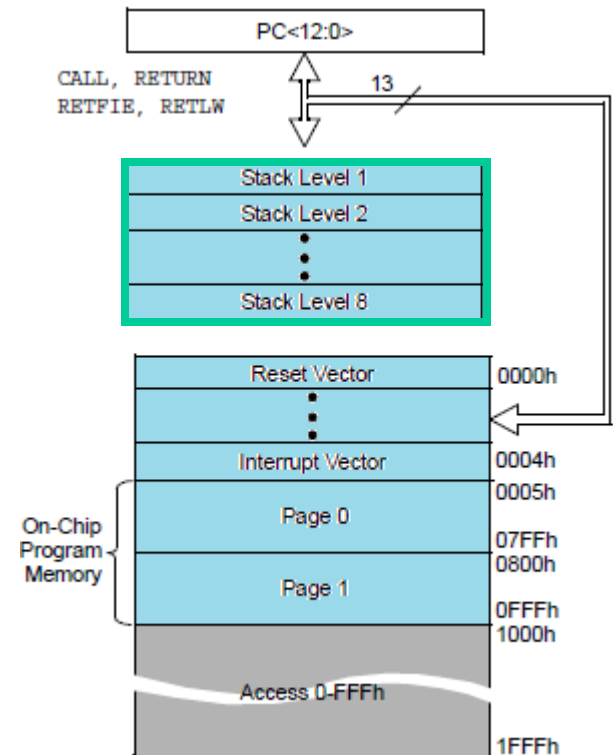 PC<12:0>
CALL, RETURN
13
RETFIE, RETLW
Stack Level 1
Stack Level 2
Stack Level 8
Reset Vector
0000h
Interrupt Vector
0004h
0005h
Page 0
On-Chip
Program
Memory
07FFh
0800h
Page 1
0FFFh
1000h
Access 0-FFFh
1FFFh